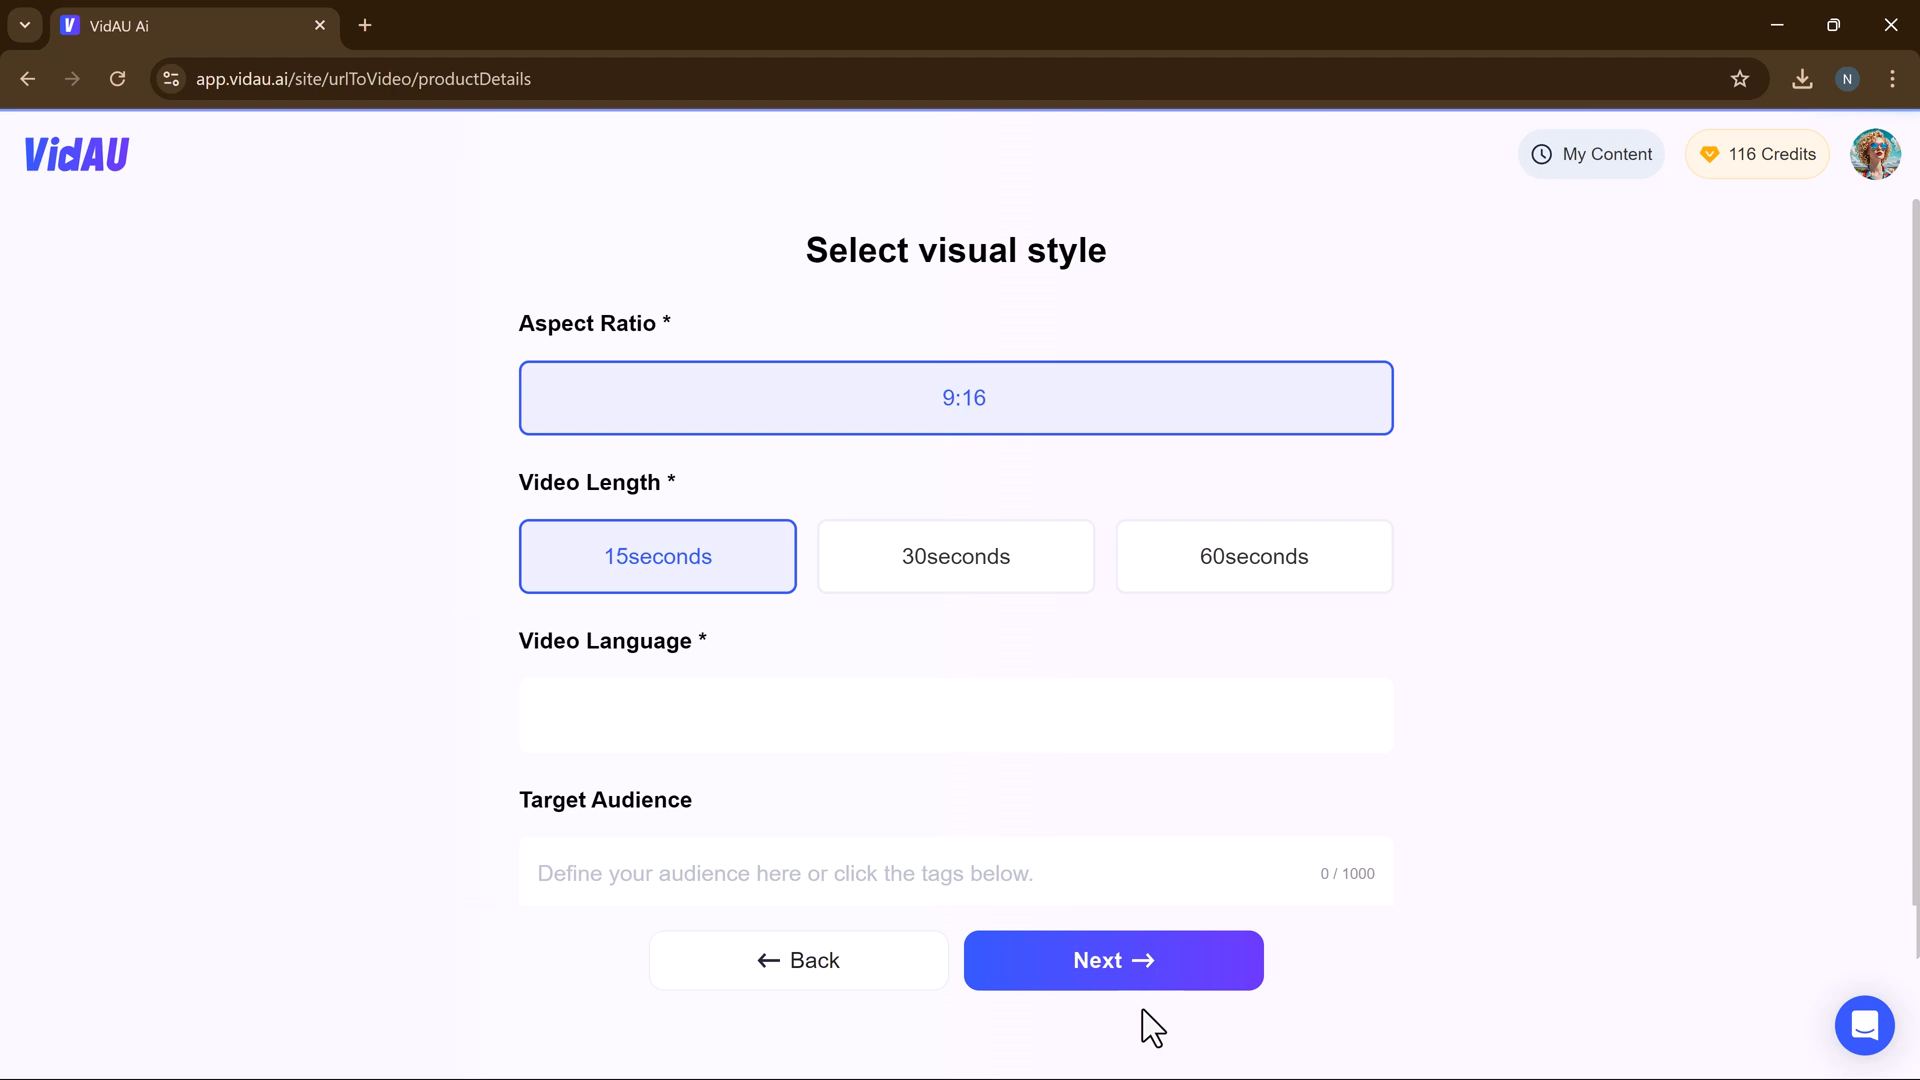 VidAU Ai
app.vidau.ai/site/urlToVideo/productDetails
N
VidAU
My Content
116 Credits
Select visual style
Aspect Ratio *
9:16
Video Length *
15seconds
30seconds
60seconds
Video Language *
Target Audience
Define your audience here or click the tags below.
0 / 1000
← Back
Next →